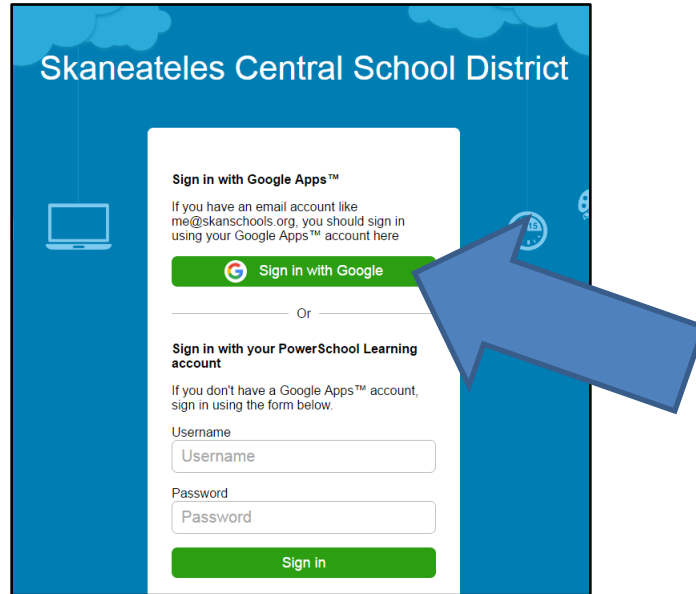 Skaneateles Central School District
Sign in with Google Apps™
If you have an email account like
me@skanschools.org, you should sign in
using your Google Apps™ account here
Sign in with Google
Or
Sign in with your PowerSchool Learning
account
If you don't have a Google Apps™ account,
sign in using the form below.
Username
Username
Password
Password
Sign in